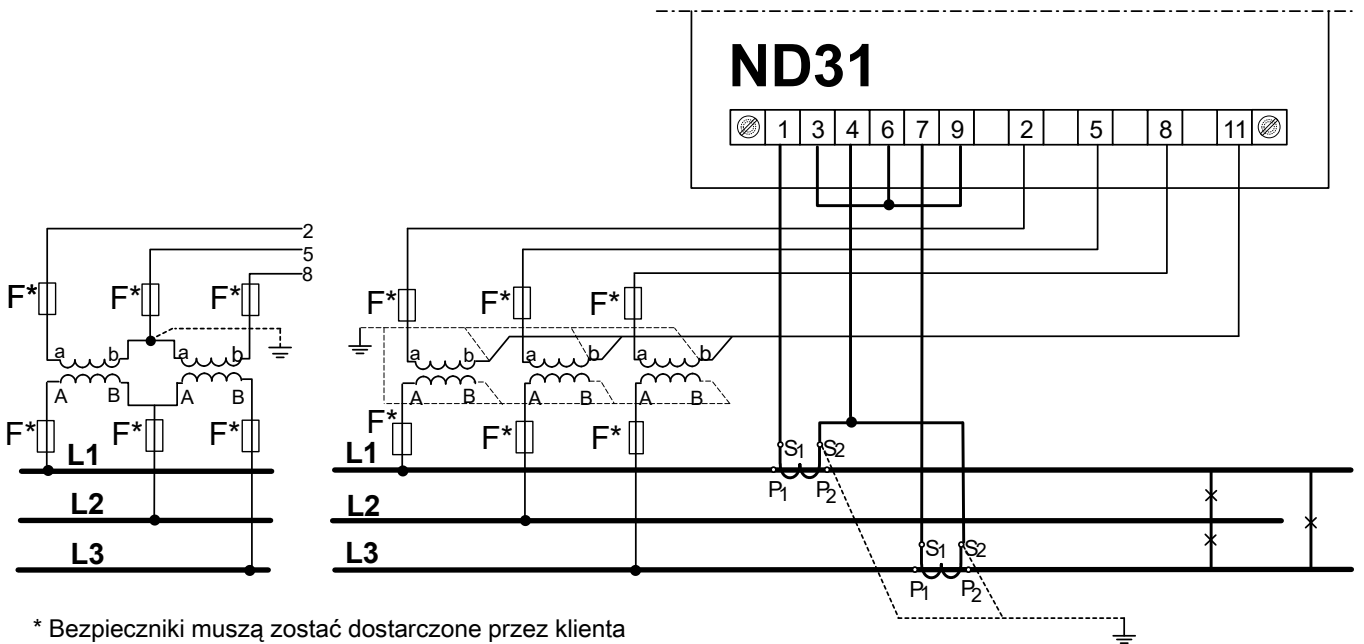 ND31
1 3 4 6 7 9 2 5 8 11
2
5
8
F* F* F*
F* F* F*
a b a b
a b a b a b
A B A B
A B A B A B
F* F* F*
F* F* F*
L1
L1
S1 S2
P1 P2
L2
L2
L3
L3
S1 S2
P1 P2
* Bezpieczniki muszą zostać dostarczone przez klienta